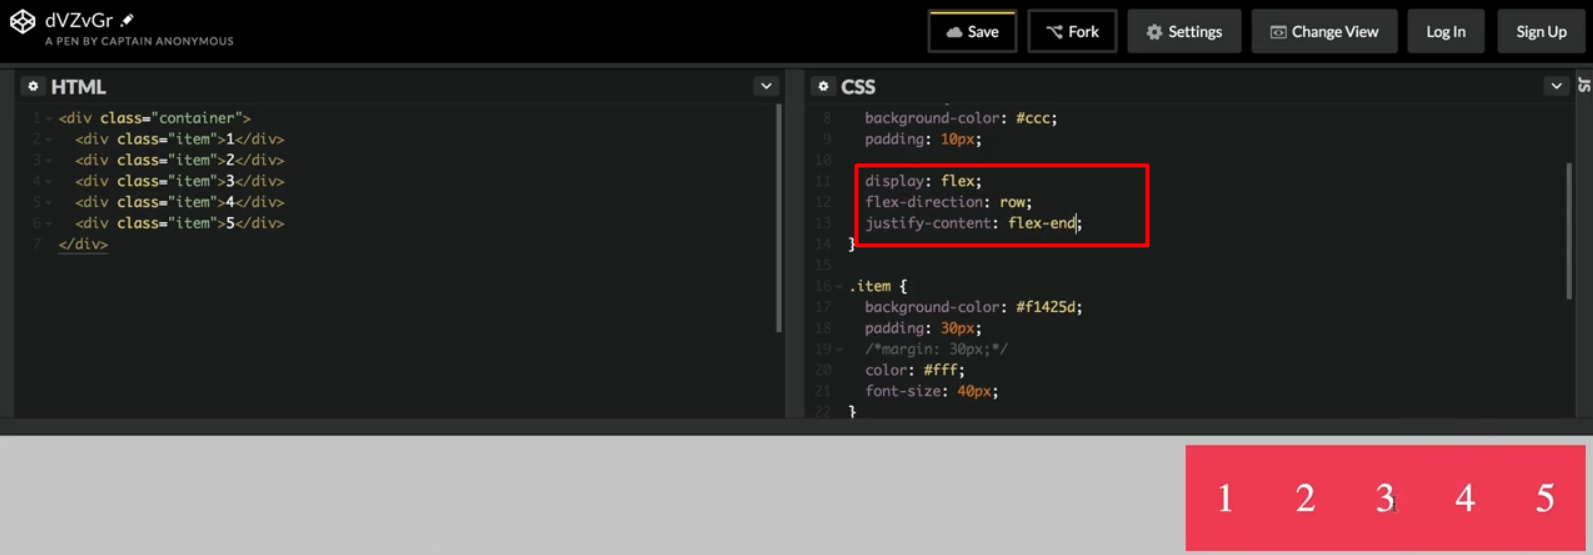 dVZvGr
A PEN BY CAPTAIN ANONYMOUS
Save
Fork
Settings
Change View
Log In
Sign Up
HTML
1 <div class="container">
2 <div class="item">1</div>
3 <div class="item">2</div>
4 <div class="item">3</div>
5 <div class="item">4</div>
6 <div class="item">5</div>
7 </div>
CSS
8 background-color: #ccc;
9 padding: 10px;
10
11 display: flex;
12 flex-direction: row;
13 justify-content: flex-end;
14 }
15
16 .item {
17 background-color: #f1425d;
18 padding: 30px;
19 /*margin: 30px;*/
20 color: #fff;
21 font-size: 40px;
22 }
JS
1 2 3 4 5